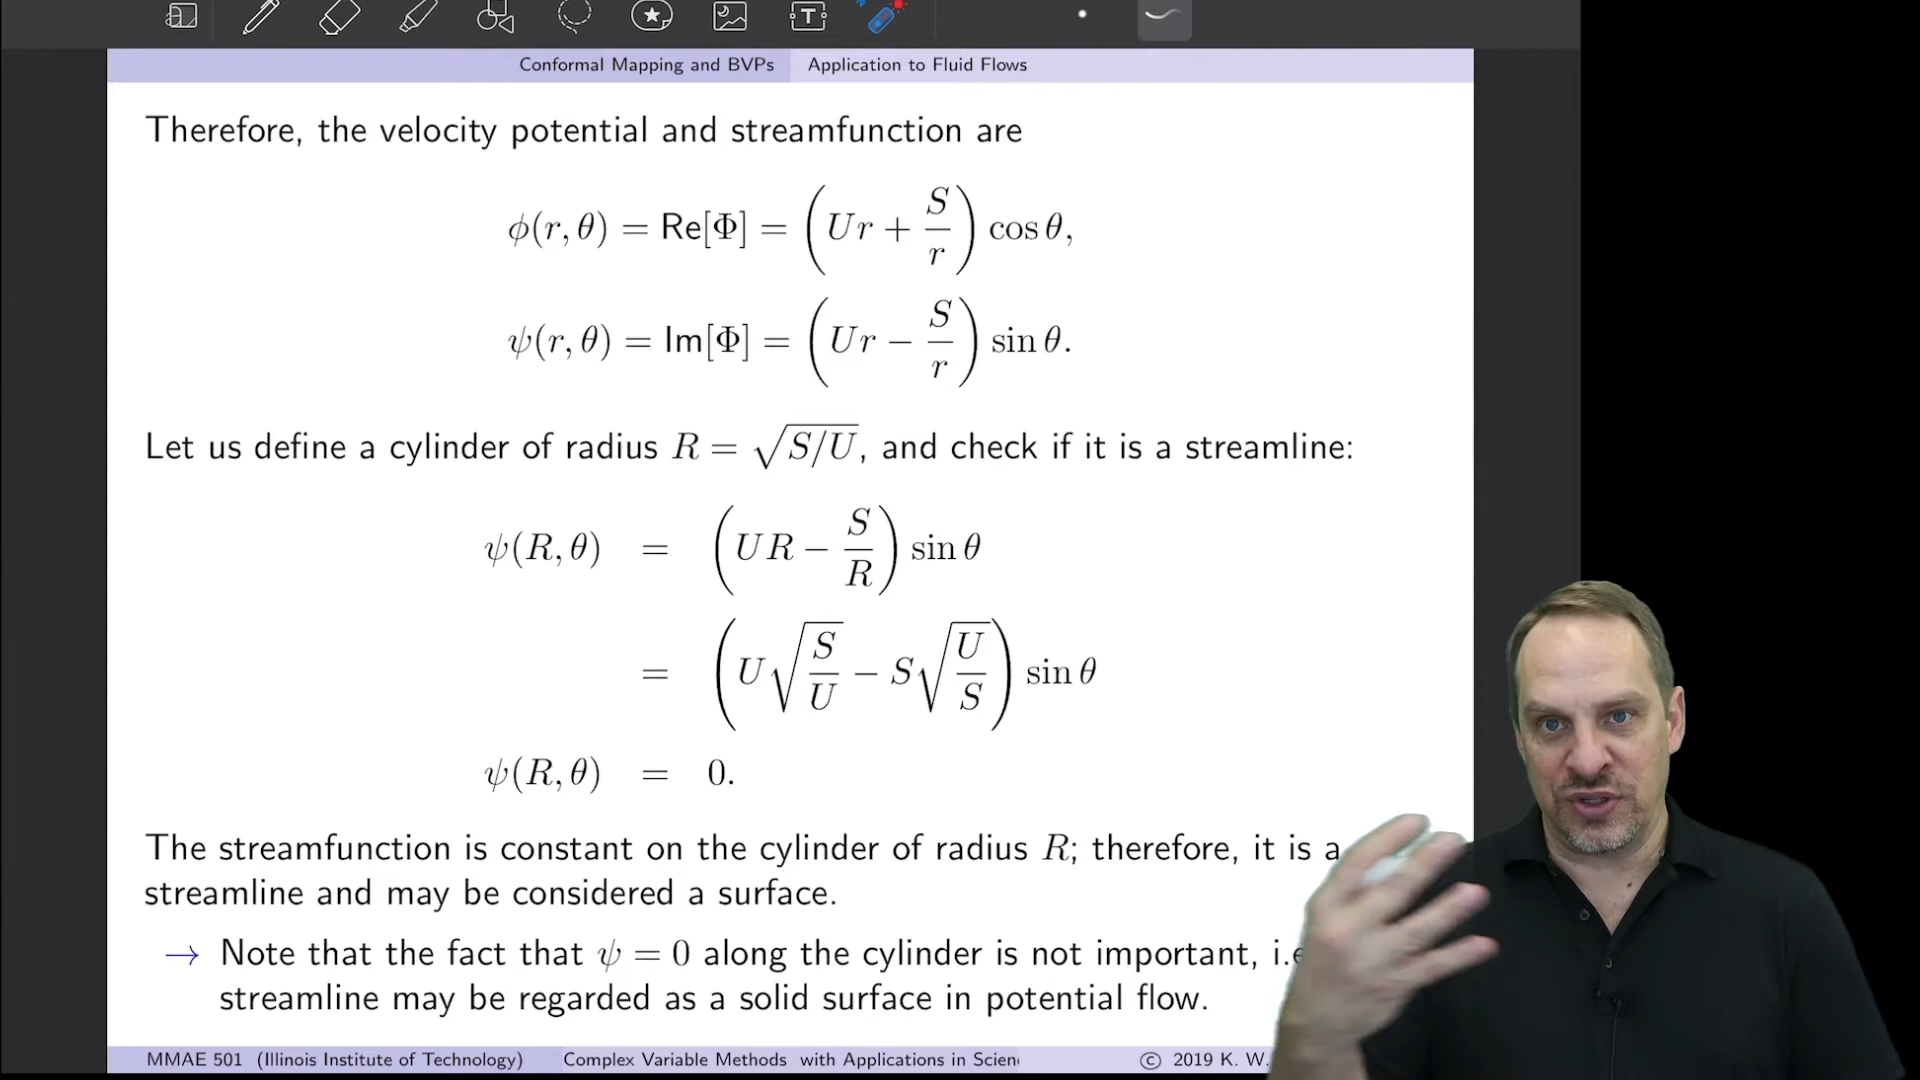 Conformal Mapping and BVPs Application to Fluid Flows
Therefore, the velocity potential and streamfunction are
ϕ(r, θ) = Re[Φ] = (Ur + S/r) cos θ,
ψ(r, θ) = Im[Φ] = (Ur − S/r) sin θ.
Let us define a cylinder of radius R = √(S/U), and check if it is a streamline:
ψ(R, θ) = (UR − S/R) sin θ
= (U√(S/U) − S√(U/S)) sin θ
ψ(R, θ) = 0.
The streamfunction is constant on the cylinder of radius R; therefore, it is a
streamline and may be considered a surface.
→ Note that the fact that ψ = 0 along the cylinder is not important, i.e
streamline may be regarded as a solid surface in potential flow.
MMAE 501 (Illinois Institute of Technology) Complex Variable Methods with Applications in Scien © 2019 K. W.